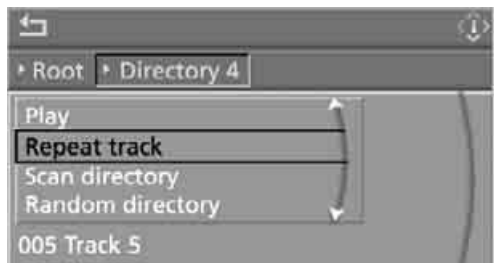 Root Directory 4
Play
Repeat track
Scan directory
Random directory
005 Track 5